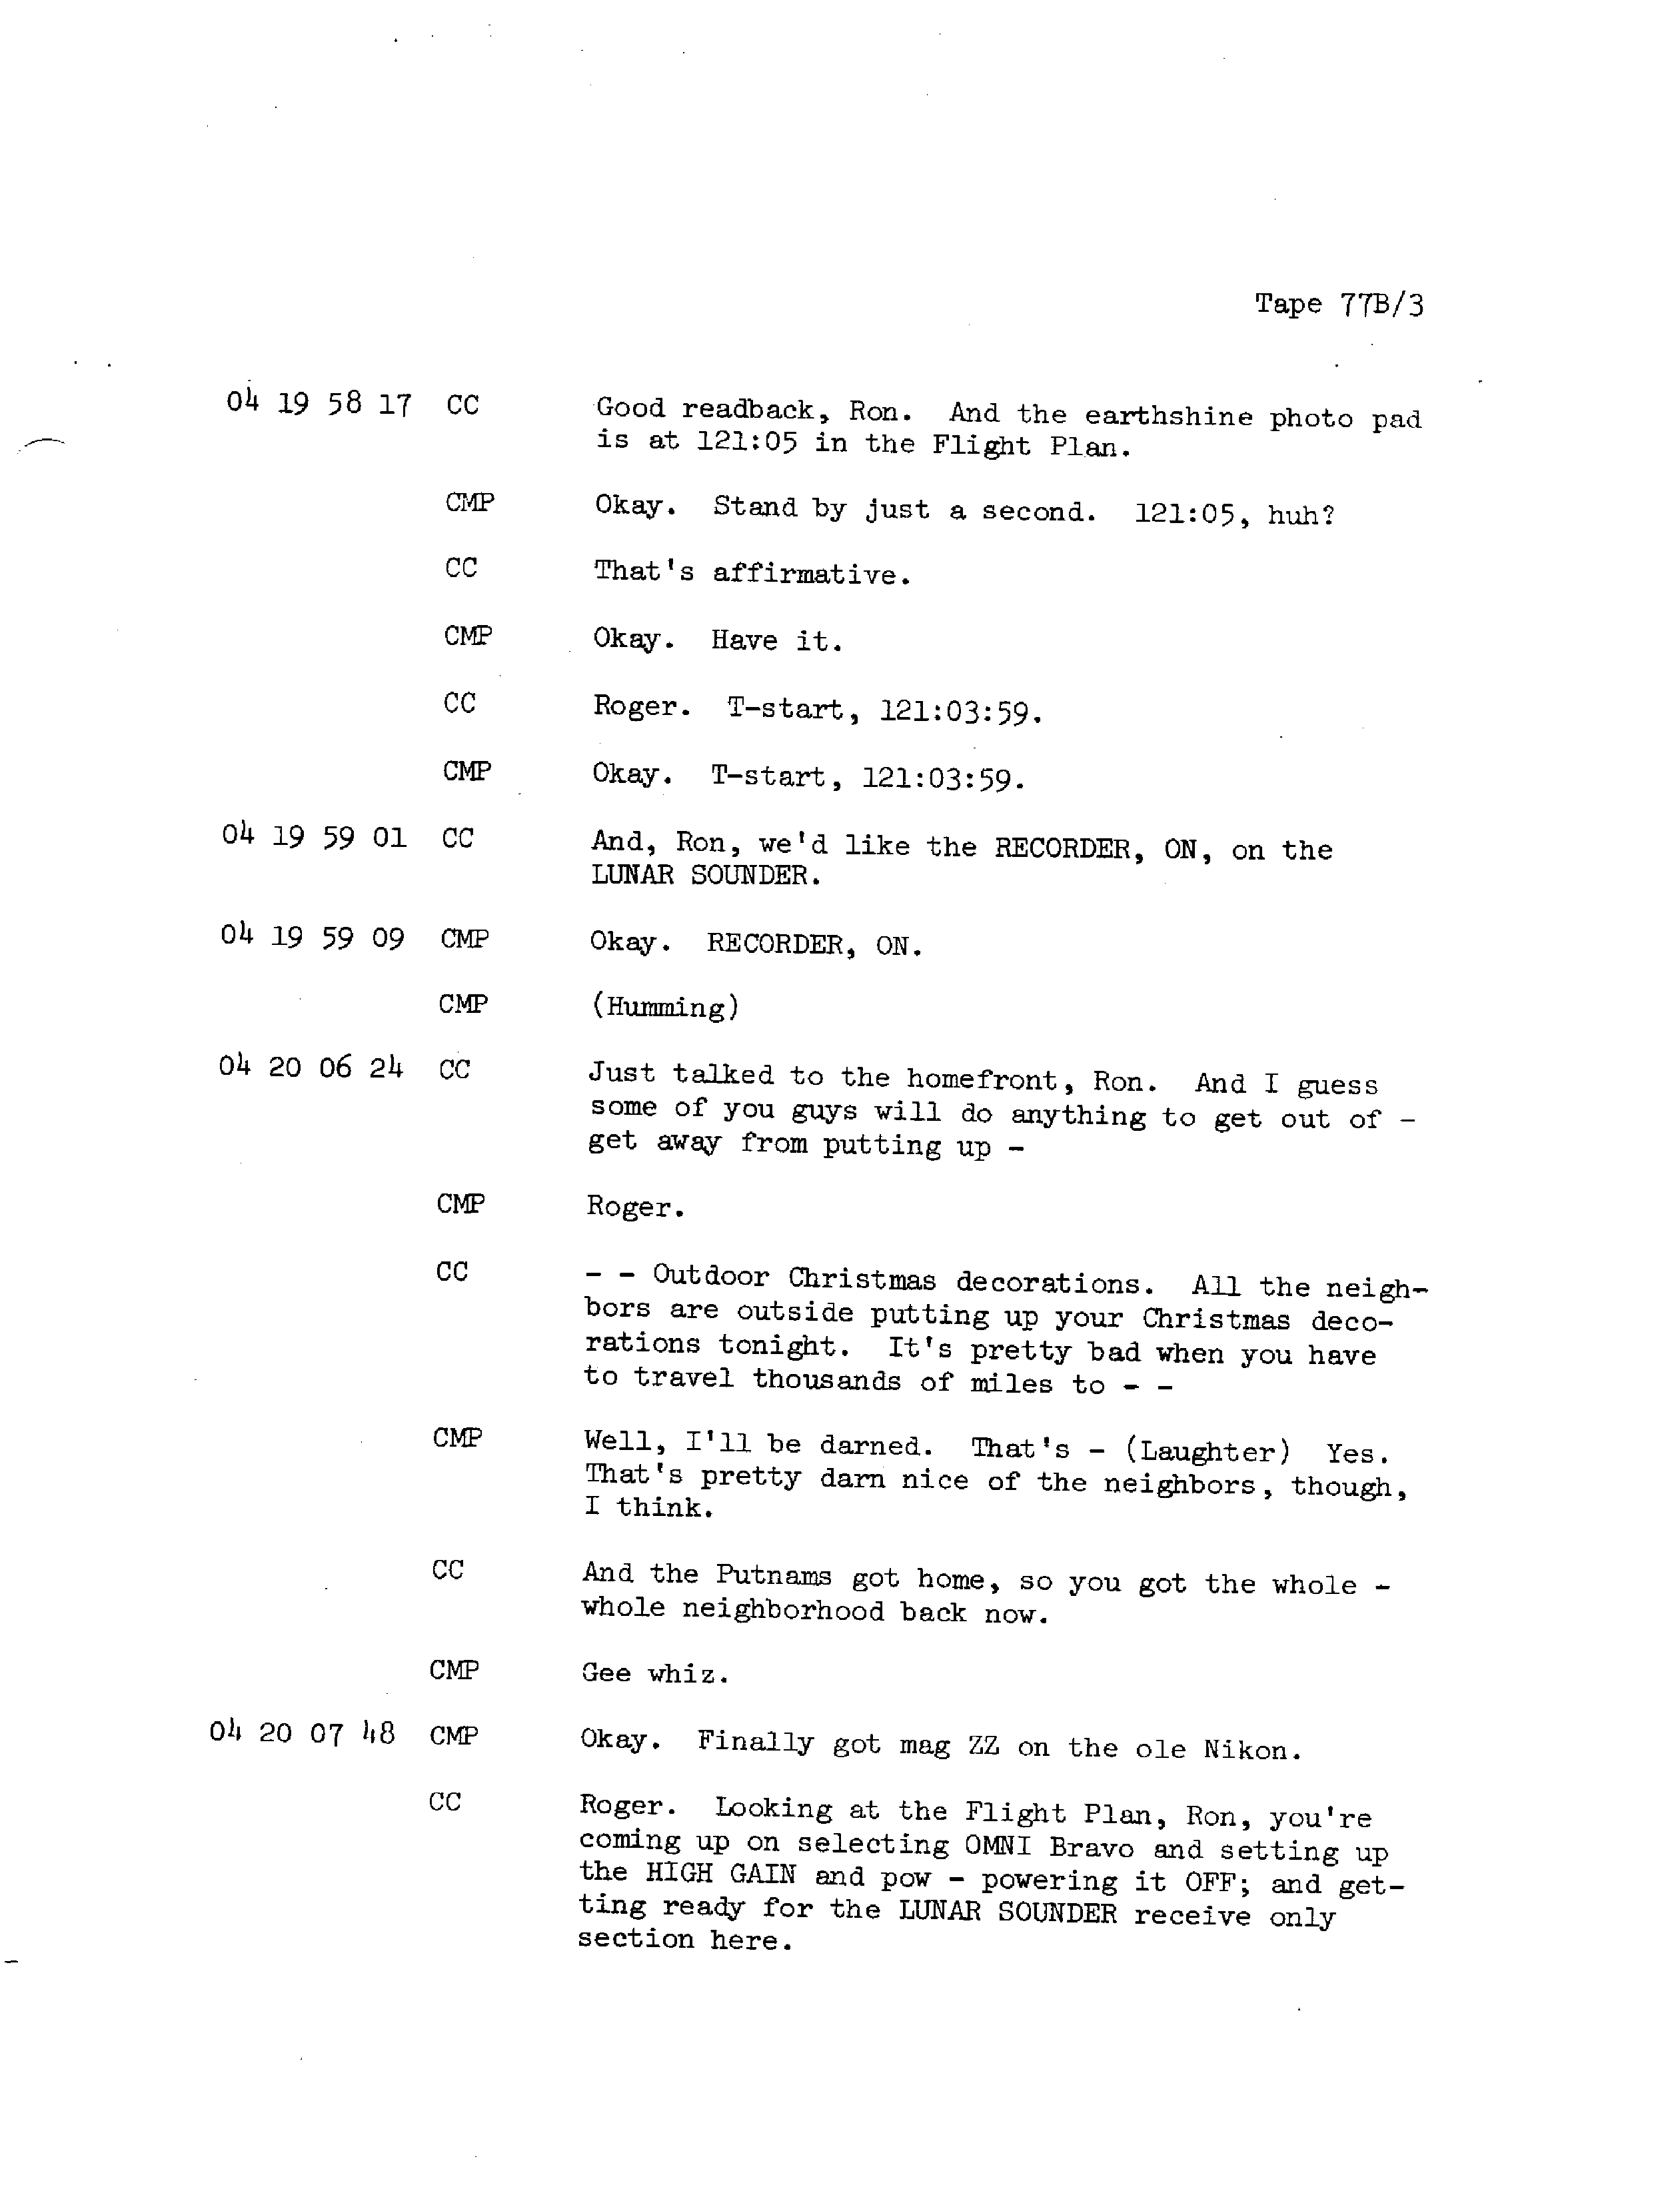 Tape 77B/3
04 19 58 17 CC Good readback, Ron. And the earthshine photo pad
is at 121:05 in the Flight Plan.
CMP Okay. Stand by just a second. 121:05, huh?
CC That's affirmative.
CMP Okay. Have it.
CC Roger. T-start, 121:03:59.
CMP Okay. T-start, 121:03:59.
04 19 59 01 CC And, Ron, we'd like the RECORDER, ON, on the
LUNAR SOUNDER.
04 19 59 09 CMP Okay. RECORDER, ON.
CMP (Humming)
04 20 06 24 CC Just talked to the homefront, Ron. And I guess
some of you guys will do anything to get out of -
get away from putting up -
CMP Roger.
CC - - Outdoor Christmas decorations. All the neigh-
bors are outside putting up your Christmas deco-
rations tonight. It's pretty bad when you have
to travel thousands of miles to - -
CMP Well, I'll be darned. That's - (Laughter) Yes.
That's pretty darn nice of the neighbors, though,
I think.
CC And the Putnams got home, so you got the whole -
whole neighborhood back now.
CMP Gee whiz.
04 20 07 48 CMP Okay. Finally got mag ZZ on the ole Nikon.
CC Roger. Looking at the Flight Plan, Ron, you're
coming up on selecting OMNI Bravo and setting up
the HIGH GAIN and pow - powering it OFF; and get-
ting ready for the LUNAR SOUNDER receive only
section here.